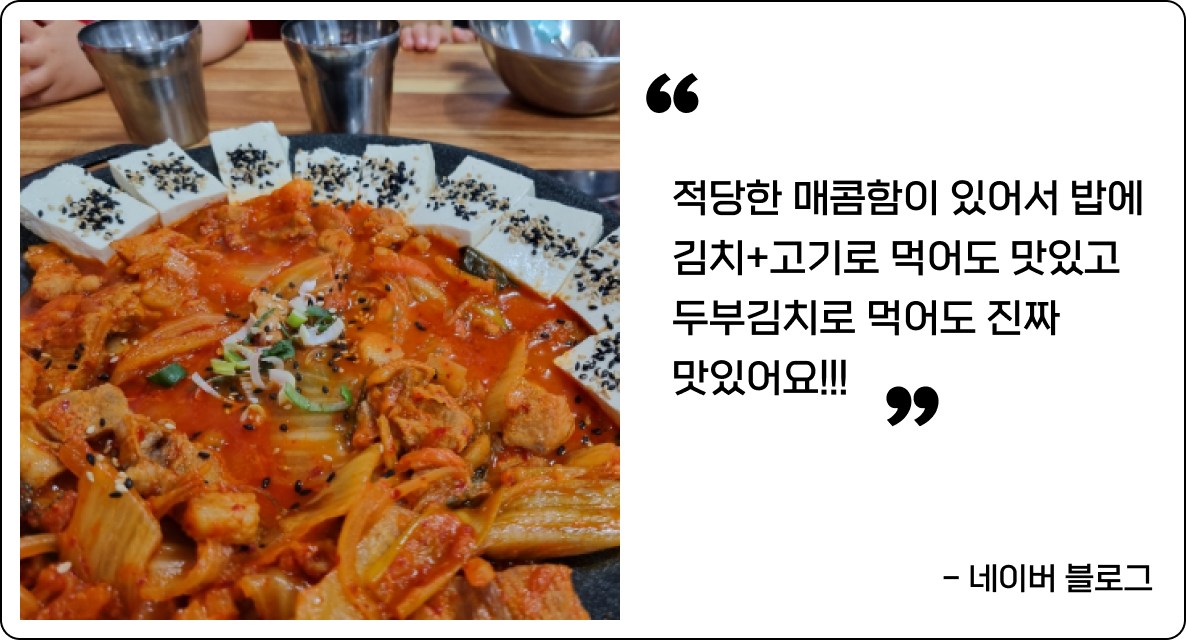 “
적당한 매콤함이 있어서 밥에
김치+고기로 먹어도 맛있고
두부김치로 먹어도 진짜
맛있어요!!!
”
– 네이버 블로그